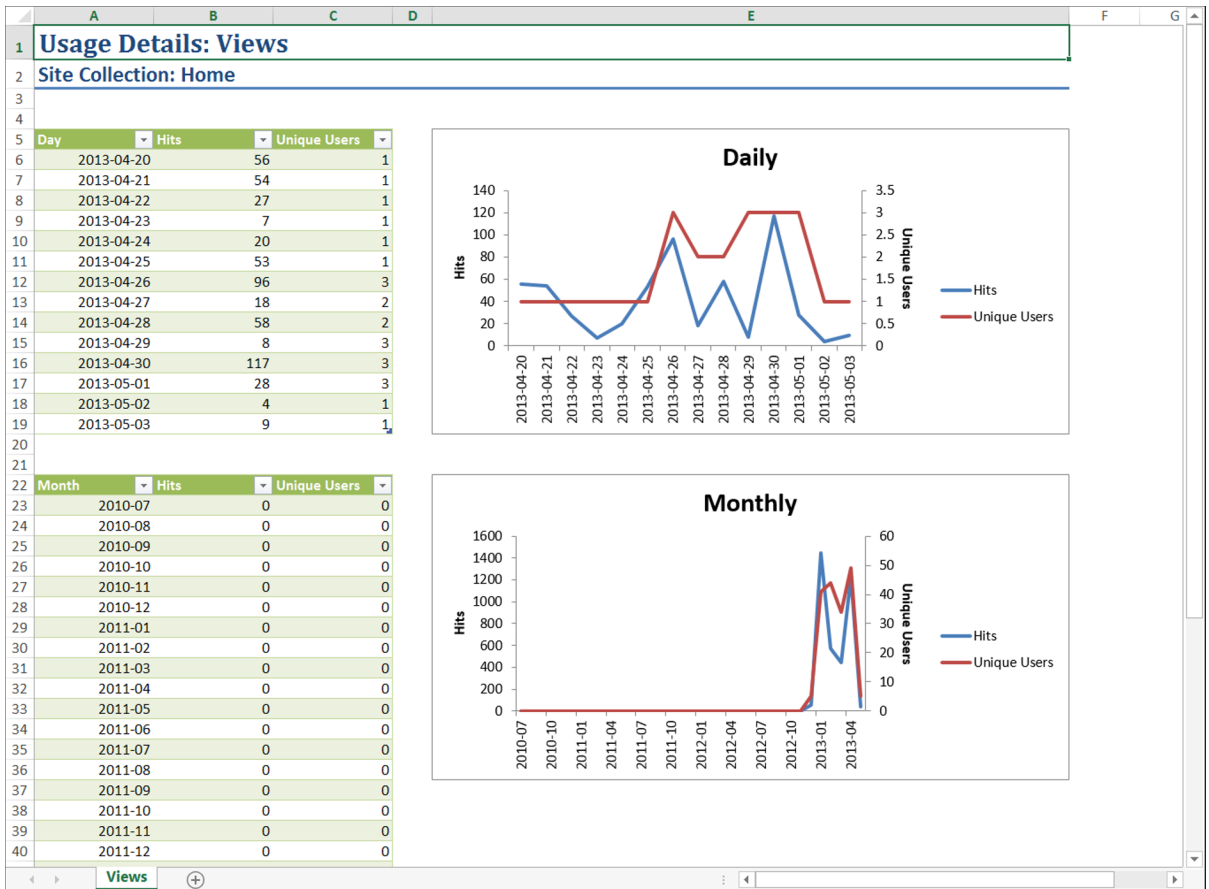 A B C D E F G
1 Usage Details: Views
2 Site Collection: Home
3
4
5 Day Hits Unique Users
6 2013-04-20 56 1
7 2013-04-21 54 1
8 2013-04-22 27 1
9 2013-04-23 7 1
10 2013-04-24 20 1
11 2013-04-25 53 1
12 2013-04-26 96 3
13 2013-04-27 18 2
14 2013-04-28 58 2
15 2013-04-29 8 3
16 2013-04-30 117 3
17 2013-05-01 28 3
18 2013-05-02 4 1
19 2013-05-03 9 1
20
21
Daily
140
120
100
80
60
40
20
0
Hits
3.5
3
2.5
2
1.5
1
0.5
0
Unique Users
Hits
Unique Users
2013-04-20
2013-04-21
2013-04-22
2013-04-23
2013-04-24
2013-04-25
2013-04-26
2013-04-27
2013-04-28
2013-04-29
2013-04-30
2013-05-01
2013-05-02
2013-05-03
22 Month Hits Unique Users
23 2010-07 0 0
24 2010-08 0 0
25 2010-09 0 0
26 2010-10 0 0
27 2010-11 0 0
28 2010-12 0 0
29 2011-01 0 0
30 2011-02 0 0
31 2011-03 0 0
32 2011-04 0 0
33 2011-05 0 0
34 2011-06 0 0
35 2011-07 0 0
36 2011-08 0 0
37 2011-09 0 0
38 2011-10 0 0
39 2011-11 0 0
40 2011-12 0 0
Monthly
1600
1400
1200
1000
800
600
400
200
0
Hits
60
50
40
30
20
10
0
Unique Users
Hits
Unique Users
2010-07
2010-10
2011-01
2011-04
2011-07
2011-10
2012-01
2012-04
2012-07
2012-10
2013-01
2013-04
Views